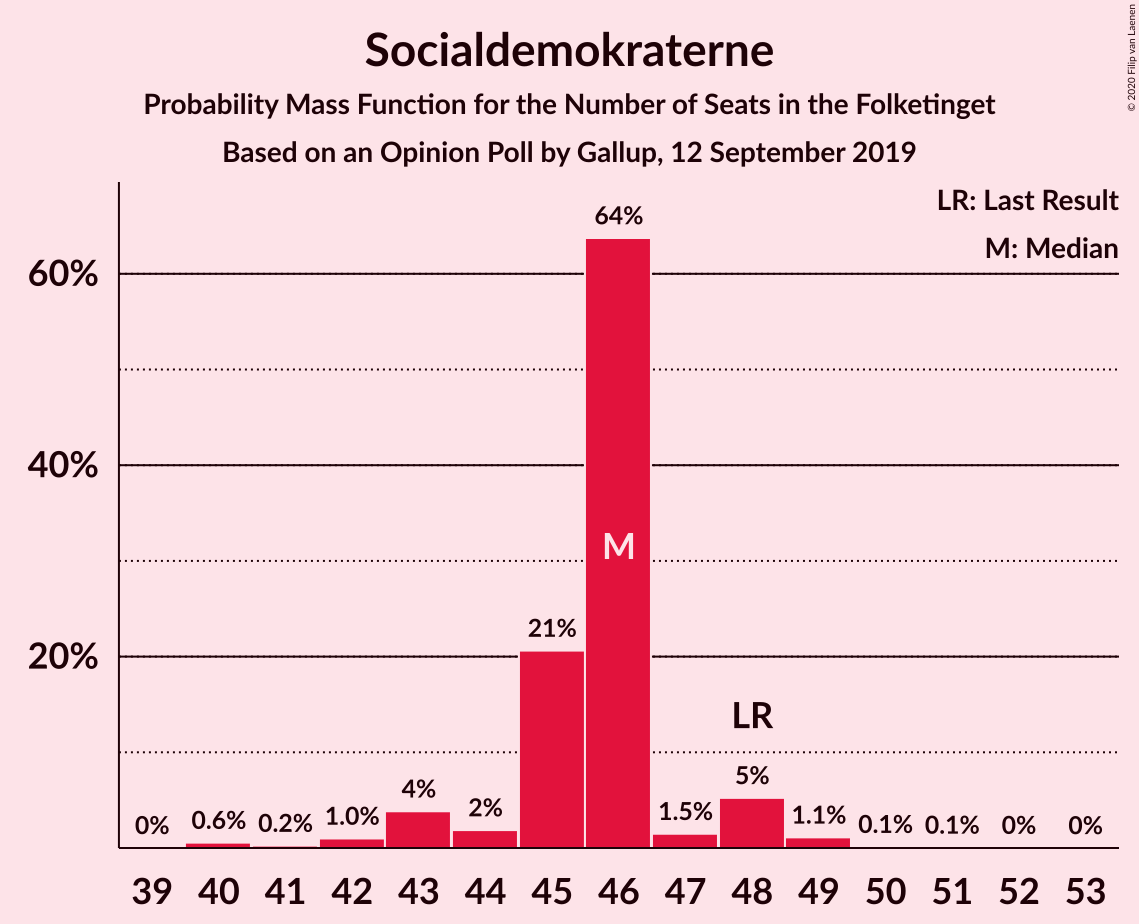 Socialdemokraterne
Probability Mass Function for the Number of Seats in the Folketinget
Based on an Opinion Poll by Gallup, 12 September 2019
© 2020 Filip van Laenen
LR: Last Result
M: Median
60%
40%
20%
0%
0.6%
0.2%
1.0%
4%
2%
21%
64%
M
1.5%
LR
5%
1.1%
0.1%
0.1%
0%
0%
39 40 41 42 43 44 45 46 47 48 49 50 51 52 53